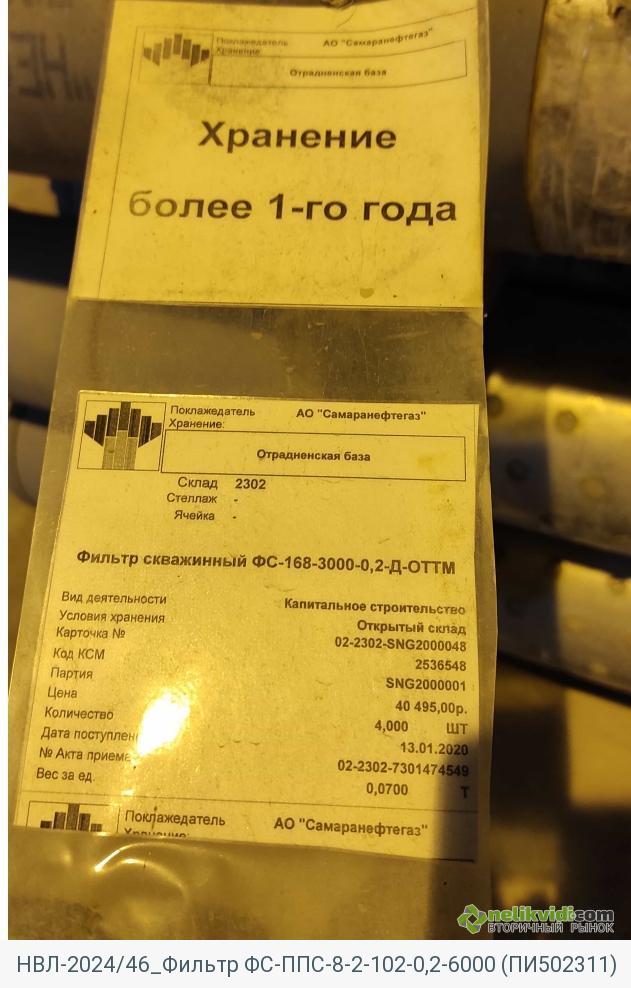 Поклажедатель АО "Самаранефтегаз"
Хранение:
Отрадненская база
Хранение
более 1-го года
Поклажедатель АО "Самаранефтегаз"
Хранение:
Отрадненская база
Склад 2302
Стеллаж -
Ячейка -
Фильтр скважинный ФС-168-3000-0,2-Д-ОТТМ
Вид деятельности Капитальное строительство
Условия хранения Открытый склад
Карточка № 02-2302-SNG2000048
Код КСМ 2536548
Партия SNG2000001
Цена 40 495,00р.
Количество 4,000 ШТ
Дата поступлен 13.01.2020
№ Акта приема 02-2302-7301474549
Вес за ед. 0,0700 Т
Поклажедатель АО "Самаранефтегаз"
Хранение:
nelikvidi.com
ВТОРИЧНЫЙ РЫНОК
НВЛ-2024/46_Фильтр ФС-ППС-8-2-102-0,2-6000 (ПИ502311)